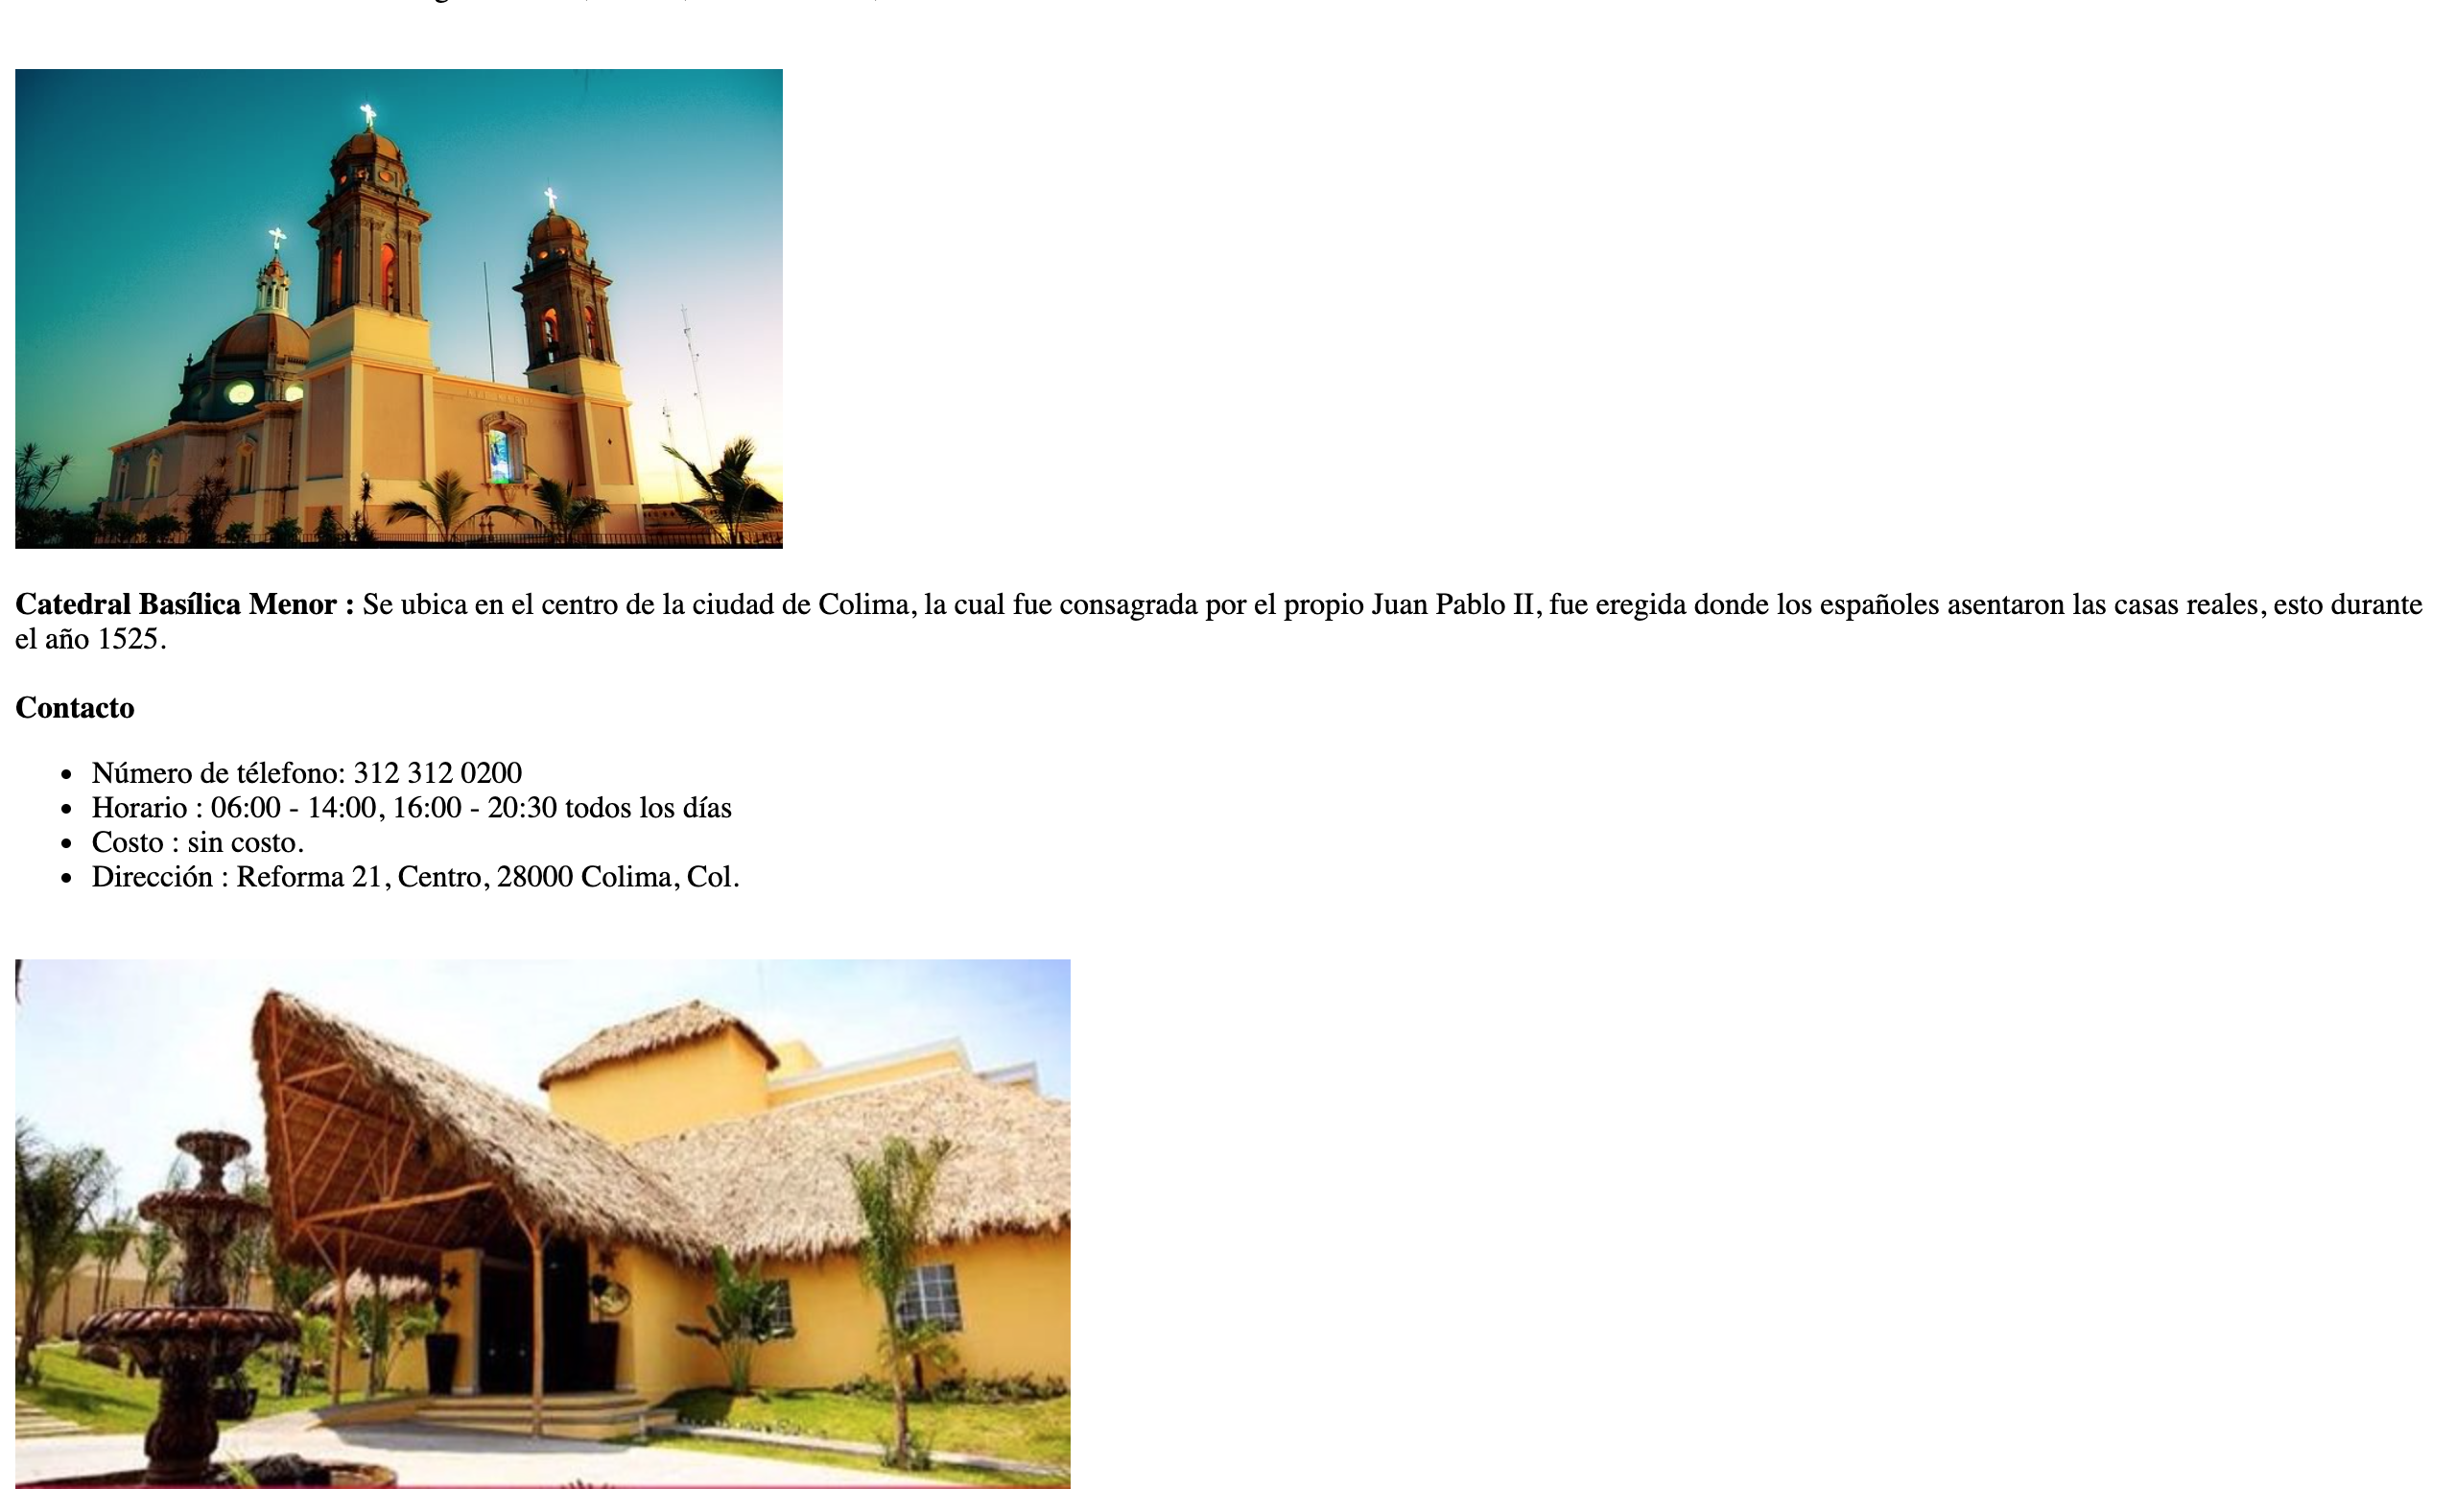 Catedral Basílica Menor : Se ubica en el centro de la ciudad de Colima, la cual fue consagrada por el propio Juan Pablo II, fue eregida donde los españoles asentaron las casas reales, esto durante
el año 1525.
Contacto
• Número de télefono: 312 312 0200
• Horario : 06:00 - 14:00, 16:00 - 20:30 todos los días
• Costo : sin costo.
• Dirección : Reforma 21, Centro, 28000 Colima, Col.